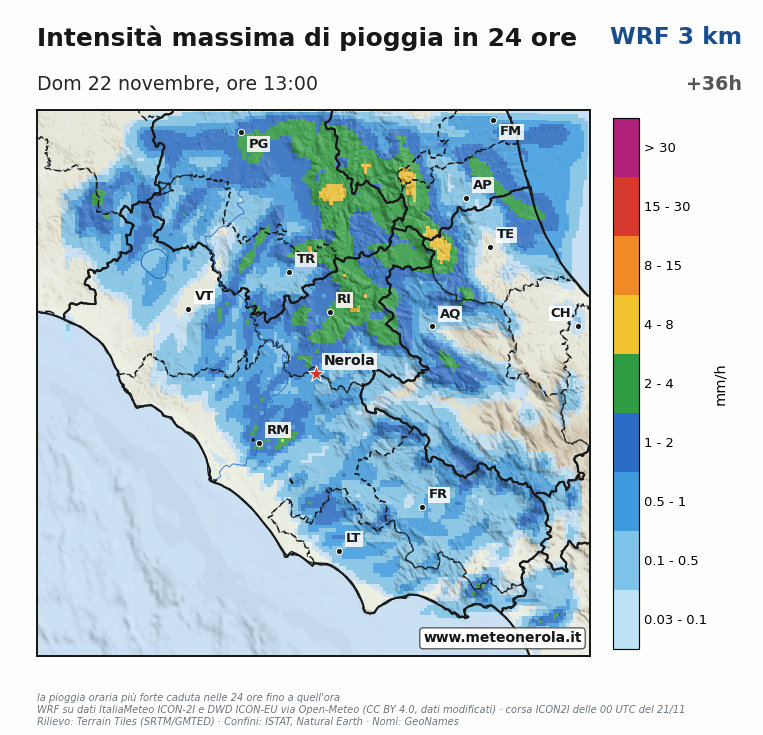 Intensità massima di pioggia in 24 ore
WRF 3 km
Dom 22 novembre, ore 13:00
+36h
PG
FM
AP
TE
TR
VT
RI
AQ
CH
Nerola
RM
FR
LT
www.meteonerola.it
> 30
15 - 30
8 - 15
4 - 8
2 - 4
1 - 2
0.5 - 1
0.1 - 0.5
0.03 - 0.1
mm/h
la pioggia oraria più forte caduta nelle 24 ore fino a quell'ora
WRF su dati ItaliaMeteo ICON-2I e DWD ICON-EU via Open-Meteo (CC BY 4.0, dati modificati) · corsa ICON2I delle 00 UTC del 21/11
Rilievo: Terrain Tiles (SRTM/GMTED) · Confini: ISTAT, Natural Earth · Nomi: GeoNames